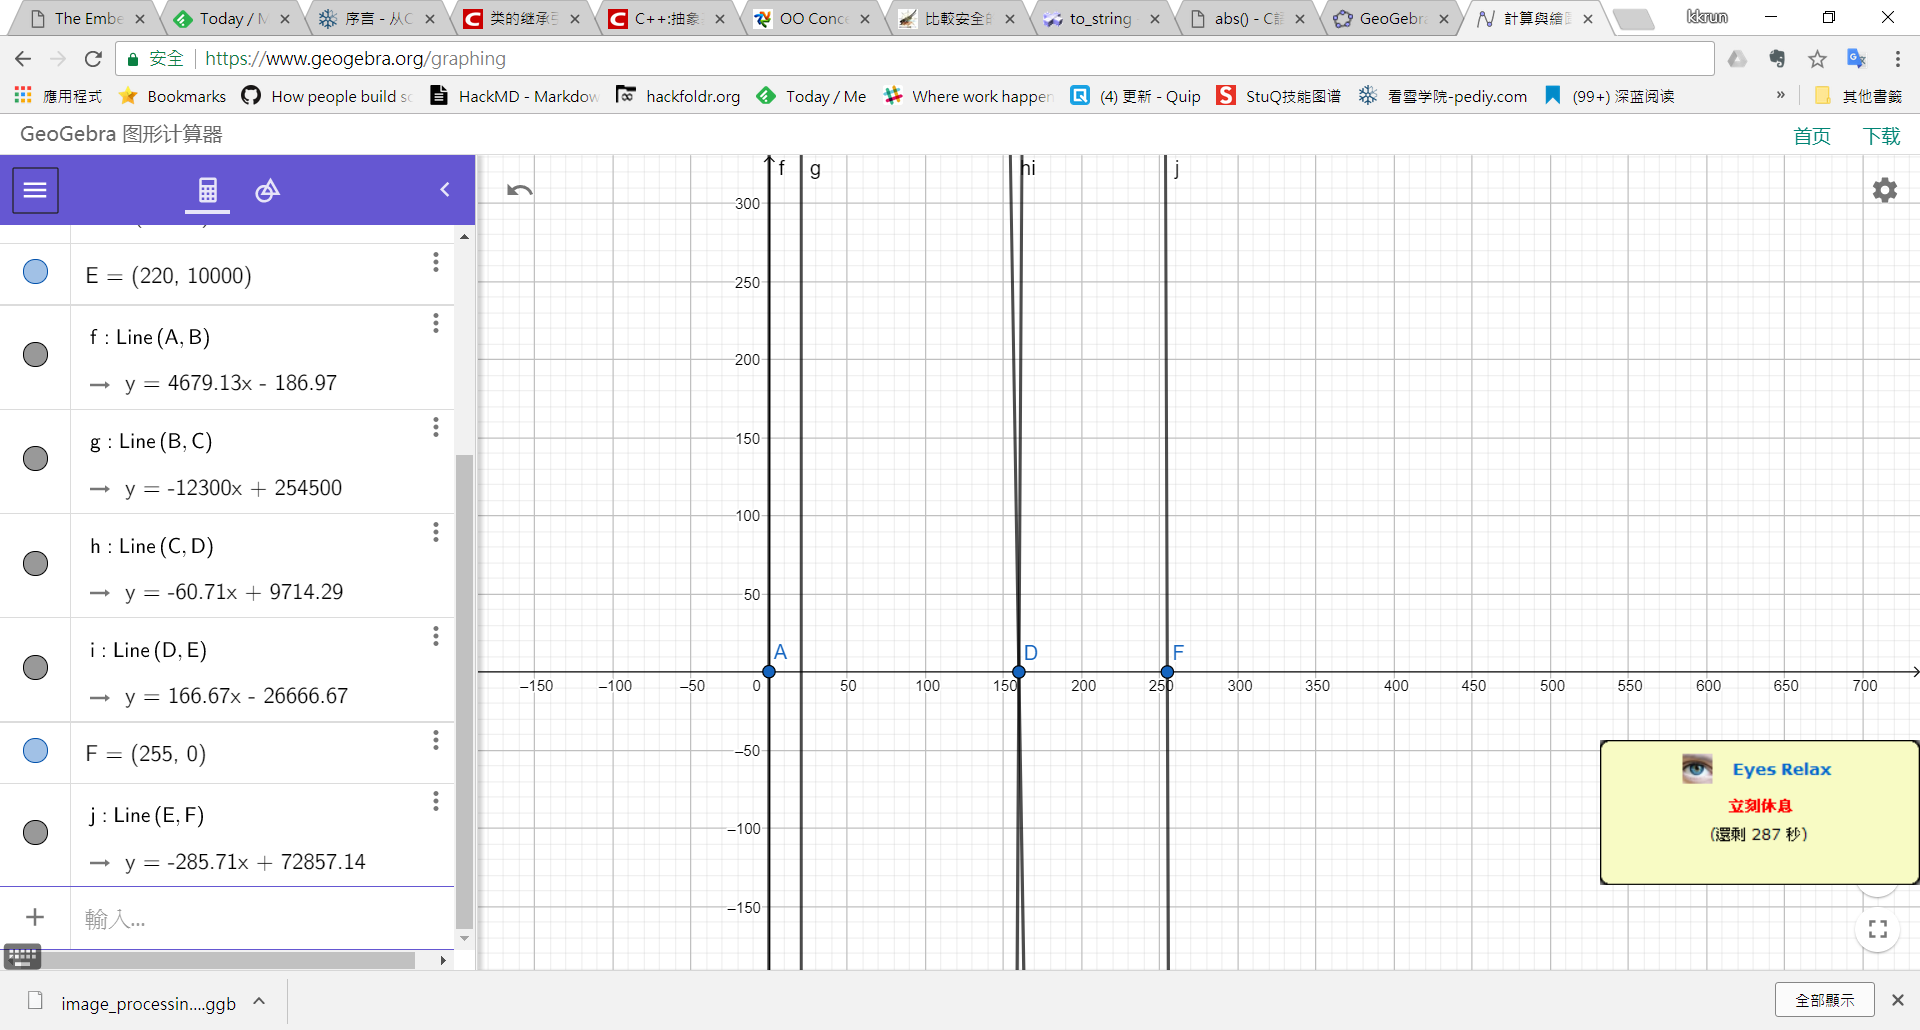 The Embe
Today / M
序言 - 从C
类的继承
C++:抽象
OO Conce
比較安全的
to_string
abs() - C語
GeoGebra
計算與繪圖
kkrun
安全
https://www.geogebra.org/graphing
應用程式
Bookmarks
How people build sc
HackMD - Markdow
hackfoldr.org
Today / Me
Where work happen
(4) 更新 - Quip
StuQ技能图谱
看雪学院-pediy.com
(99+) 深蓝阅读
»
其他書籤
GeoGebra 图形计算器
首页
下载
E = (220, 10000)
f : Line(A, B)
→ y = 4679.13x - 186.97
g : Line(B, C)
→ y = -12300x + 254500
h : Line(C, D)
→ y = -60.71x + 9714.29
i : Line(D, E)
→ y = 166.67x - 26666.67
F = (255, 0)
j : Line(E, F)
→ y = -285.71x + 72857.14
+ 輸入...
f
g
hi
j
300
250
200
150
100
50
A
D
F
−150
−100
−50
0
50
100
150
200
250
300
350
400
450
500
550
600
650
700
−50
−100
−150
Eyes Relax
立刻休息
(還剩 287 秒)
image_processin....ggb
全部顯示